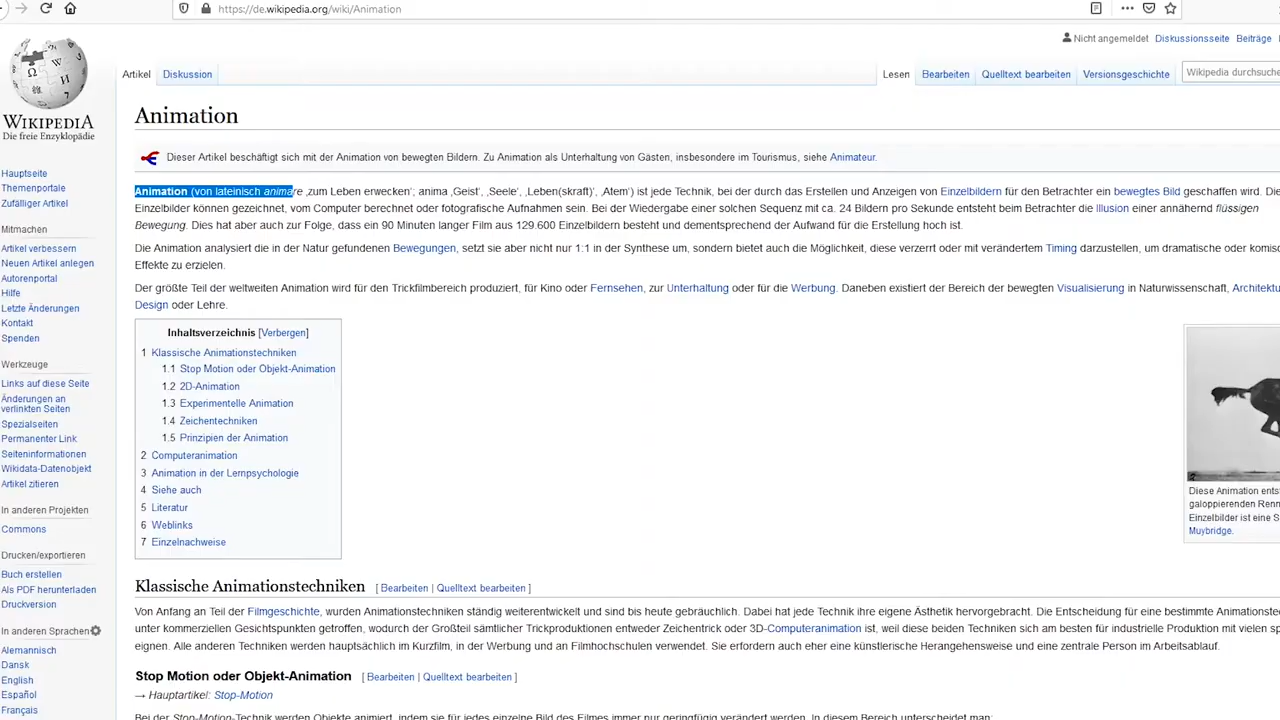 https://de.wikipedia.org/wiki/Animation
Nicht angemeldet Diskussionsseite Beiträge
Artikel Diskussion Lesen Bearbeiten Quelltext bearbeiten Versionsgeschichte Wikipedia durchsuche
WIKIPEDIA
Die freie Enzyklopädie
Hauptseite
Themenportale
Zufälliger Artikel
Mitmachen
Artikel verbessern
Neuen Artikel anlegen
Autorenportal
Hilfe
Letzte Änderungen
Kontakt
Spenden
Werkzeuge
Links auf diese Seite
Änderungen an
verlinkten Seiten
Spezialseiten
Permanenter Link
Seiteninformationen
Wikidata-Datenobjekt
Artikel zitieren
In anderen Projekten
Commons
Drucken/exportieren
Buch erstellen
Als PDF herunterladen
Druckversion
In anderen Sprachen
Alemannisch
Dansk
English
Español
Français
Animation
Dieser Artikel beschäftigt sich mit der Animation von bewegten Bildern. Zu Animation als Unterhaltung von Gästen, insbesondere im Tourismus, siehe Animateur.
Animation (von lateinisch animare ‚zum Leben erwecken‘; anima ‚Geist‘, ‚Seele‘, ‚Leben(skraft)‘, ‚Atem‘) ist jede Technik, bei der durch das Erstellen und Anzeigen von Einzelbildern für den Betrachter ein bewegtes Bild geschaffen wird. Die
Einzelbilder können gezeichnet, vom Computer berechnet oder fotografische Aufnahmen sein. Bei der Wiedergabe einer solchen Sequenz mit ca. 24 Bildern pro Sekunde entsteht beim Betrachter die Illusion einer annähernd flüssigen
Bewegung. Dies hat aber auch zur Folge, dass ein 90 Minuten langer Film aus 129.600 Einzelbildern besteht und dementsprechend der Aufwand für die Erstellung hoch ist.
Die Animation analysiert die in der Natur gefundenen Bewegungen, setzt sie aber nicht nur 1:1 in der Synthese um, sondern bietet auch die Möglichkeit, diese verzerrt oder mit verändertem Timing darzustellen, um dramatische oder komisc
Effekte zu erzielen.
Der größte Teil der weltweiten Animation wird für den Trickfilmbereich produziert, für Kino oder Fernsehen, zur Unterhaltung oder für die Werbung. Daneben existiert der Bereich der bewegten Visualisierung in Naturwissenschaft, Architektu
Design oder Lehre.
Inhaltsverzeichnis [Verbergen]
1 Klassische Animationstechniken
1.1 Stop Motion oder Objekt-Animation
1.2 2D-Animation
1.3 Experimentelle Animation
1.4 Zeichentechniken
1.5 Prinzipien der Animation
2 Computeranimation
3 Animation in der Lernpsychologie
4 Siehe auch
5 Literatur
6 Weblinks
7 Einzelnachweise
Diese Animation ents
galoppierenden Renn
Einzelbilder ist eine S
Muybridge.
Klassische Animationstechniken [ Bearbeiten | Quelltext bearbeiten ]
Von Anfang an Teil der Filmgeschichte, wurden Animationstechniken ständig weiterentwickelt und sind bis heute gebräuchlich. Dabei hat jede Technik ihre eigene Ästhetik hervorgebracht. Die Entscheidung für eine bestimmte Animationstec
unter kommerziellen Gesichtspunkten getroffen, wodurch der Großteil sämtlicher Trickproduktionen entweder Zeichentrick oder 3D-Computeranimation ist, weil diese beiden Techniken sich am besten für industrielle Produktion mit vielen sp
eignen. Alle anderen Techniken werden hauptsächlich im Kurzfilm, in der Werbung und an Filmhochschulen verwendet. Sie erfordern auch eher eine künstlerische Herangehensweise und eine zentrale Person im Arbeitsablauf.
Stop Motion oder Objekt-Animation [ Bearbeiten | Quelltext bearbeiten ]
→ Hauptartikel: Stop-Motion
Bei der Stop-Motion-Technik werden Objekte animiert, indem sie für jedes einzelne Bild des Filmes immer nur geringfügig verändert werden. In diesem Bereich unterscheidet man: